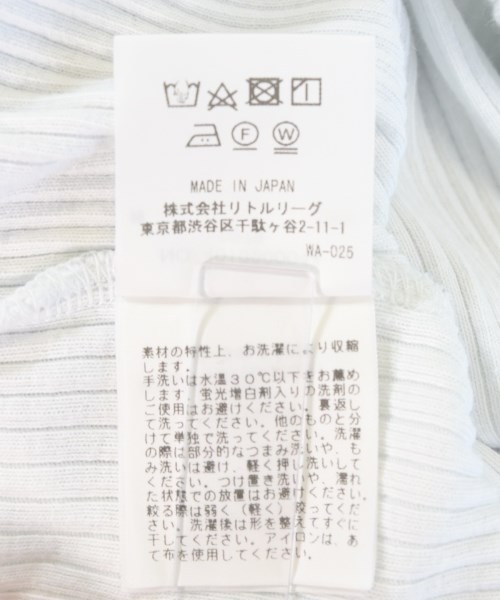 MADE IN JAPAN
株式会社リトルリーグ
東京都渋谷区千駄ヶ谷2-11-1
WA-025
素材の特性上、お洗濯により収縮
します。
手洗いは水温30℃以下をお薦め
します。蛍光増白剤入りの洗剤の
ご使用はお避けください。裏返し
て洗ってください。他のものと分
けて単独で洗ってください。洗濯
の際は部分的なつまみ洗いや、も
み洗いは避け、軽く押し洗いして
ください。つけ置き洗いや、濡れ
た状態での放置はお避けください。
絞る際は弱く（軽く）絞ってくだ
さい。洗濯後は形を整えてすぐに
干してください。アイロンは、あ
て布を使用してください。